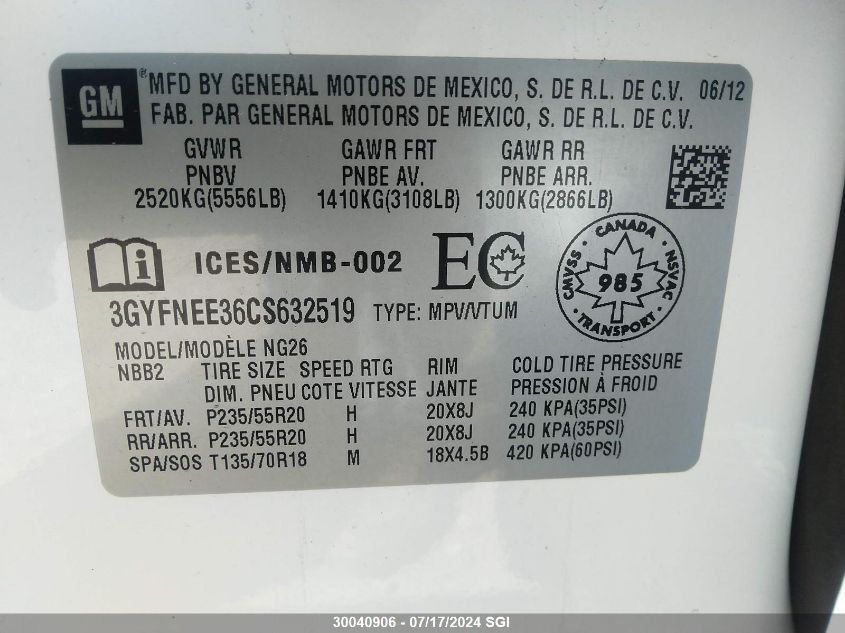 GM ® MFD BY GENERAL MOTORS DE MEXICO, S. DE R.L. DE C.V. 06/12
FAB. PAR GENERAL MOTORS DE MEXICO, S. DE R.L. DE C.V.
GVWR GAWR FRT GAWR RR
PNBV PNBE AV. PNBE ARR.
2520KG(5556LB) 1410KG(3108LB) 1300KG(2866LB)
i ICES/NMB-002 EC
CANADA
CMVSS 985 NSVAC
TRANSPORT
3GYFNEE36CS632519 TYPE: MPV/VTUM
MODEL/MODÈLE NG26
NBB2 TIRE SIZE SPEED RTG RIM COLD TIRE PRESSURE
DIM. PNEU COTE VITESSE JANTE PRESSION À FROID
FRT/AV. P235/55R20 H 20X8J 240 KPA(35PSI)
RR/ARR. P235/55R20 H 20X8J 240 KPA(35PSI)
SPA/SOS T135/70R18 M 18X4.5B 420 KPA(60PSI)
30040906 - 07/17/2024 SGI